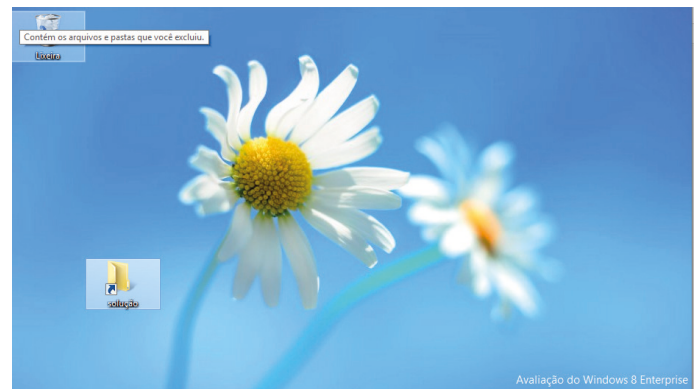 Contém os arquivos e pastas que você excluiu.
Lixeira
solução
Avaliação do Windows 8 Enterprise